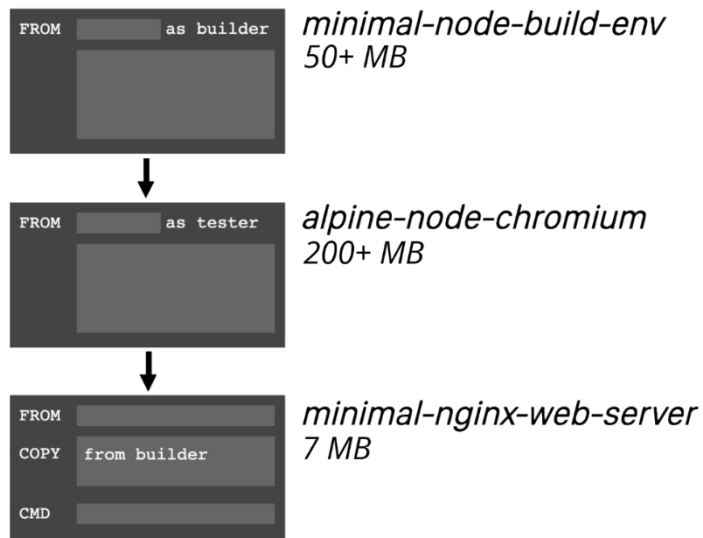 FROM as builder
minimal-node-build-env
50+ MB
FROM as tester
alpine-node-chromium
200+ MB
FROM
COPY from builder
CMD
minimal-nginx-web-server
7 MB